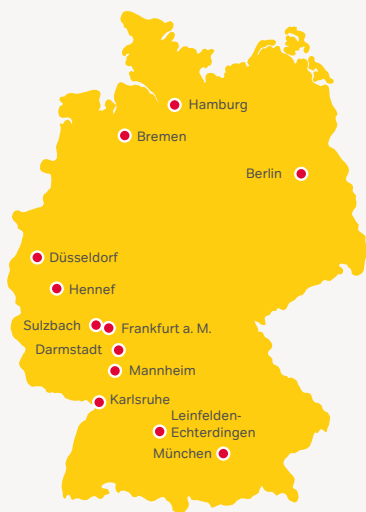 Hamburg
Bremen
Berlin
Düsseldorf
Hennef
Sulzbach
Frankfurt a. M.
Darmstadt
Mannheim
Karlsruhe
Leinfelden-
Echterdingen
München